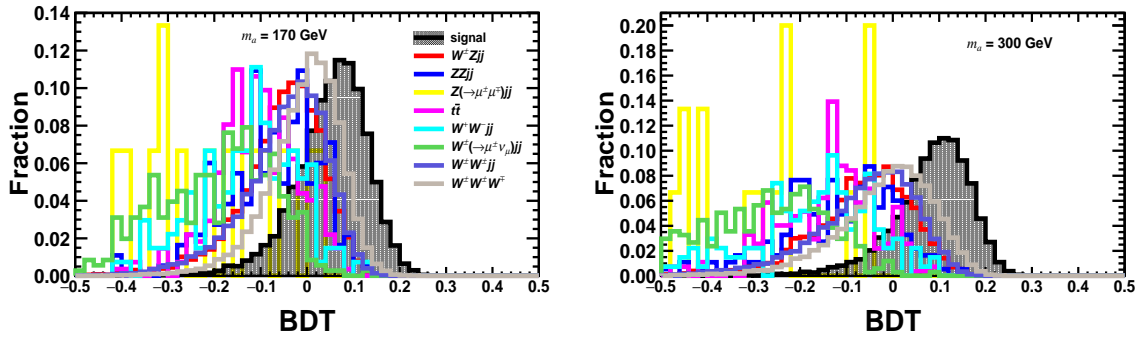 Fraction
0.14
0.12
0.10
0.08
0.06
0.04
0.02
0.00
m_a = 170 GeV
signal
W±Zjj
ZZjj
Z(→μ±μ∓)jj
tt̄
W⁺W⁻jj
W±(→μ±ν_μ)jj
W±W±jj
W±W±W∓
−0.5 −0.4 −0.3 −0.2 −0.1 0 0.1 0.2 0.3 0.4 0.5
BDT
Fraction
0.20
0.18
0.16
0.14
0.12
0.10
0.08
0.06
0.04
0.02
0.00
m_a = 300 GeV
−0.5 −0.4 −0.3 −0.2 −0.1 0 0.1 0.2 0.3 0.4 0.5
BDT